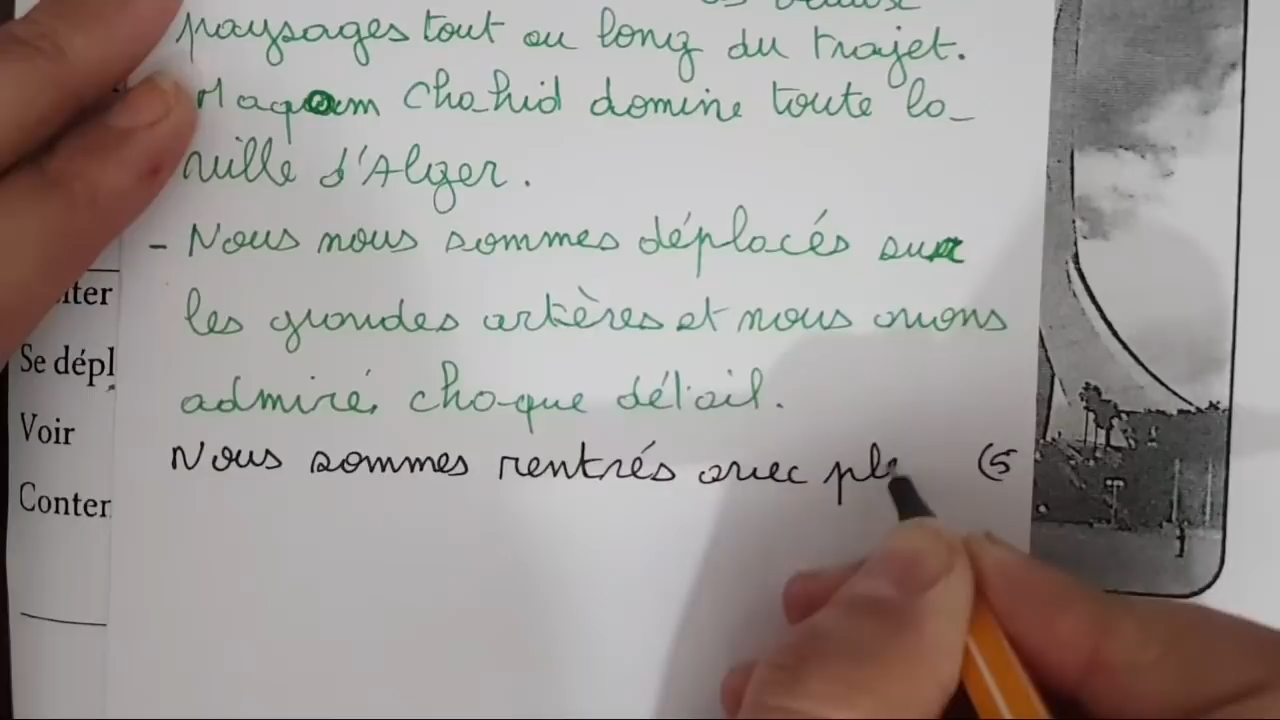 paysages tout au long du trajet.
Maqam Chahid domine toute la
ville d'Alger.
- Nous nous sommes déplacés sur
les grandes artères et nous avons
admiré, chaque détail.
Nous sommes rentrés avec pl (5
Se dépl
Voir
Conter